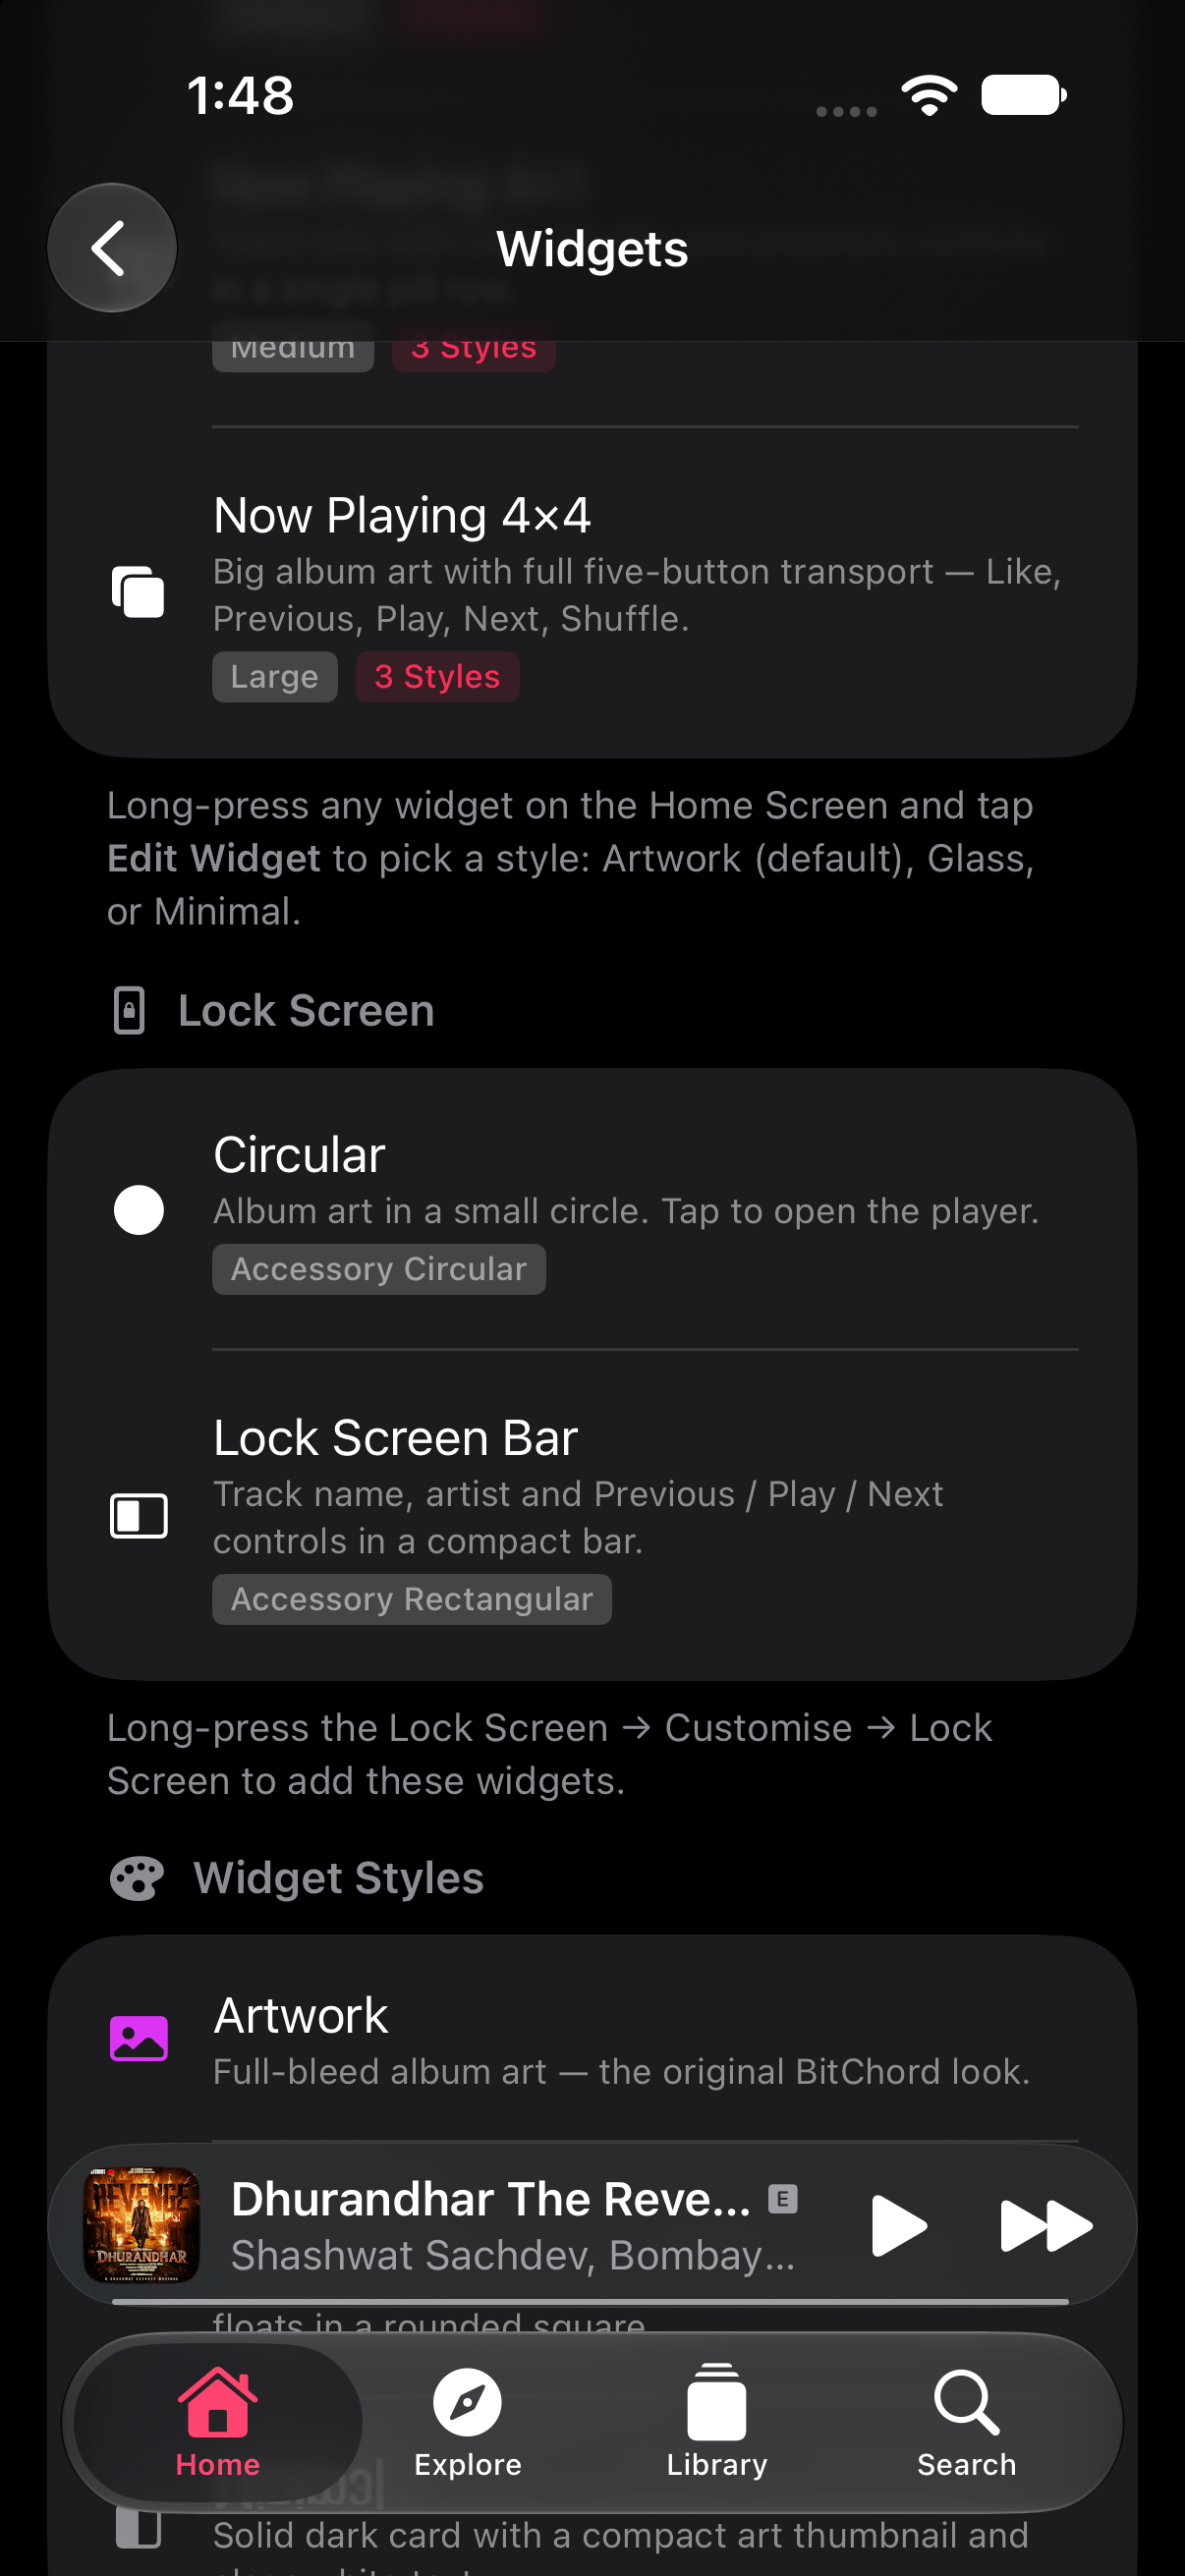 1:48
Widgets
in a single pill row.
Medium
3 Styles
Now Playing 4×4
Big album art with full five-button transport — Like,
Previous, Play, Next, Shuffle.
Large
3 Styles
Long-press any widget on the Home Screen and tap
Edit Widget to pick a style: Artwork (default), Glass,
or Minimal.
Lock Screen
Circular
Album art in a small circle. Tap to open the player.
Accessory Circular
Lock Screen Bar
Track name, artist and Previous / Play / Next
controls in a compact bar.
Accessory Rectangular
Long-press the Lock Screen → Customise → Lock
Screen to add these widgets.
Widget Styles
Artwork
Full-bleed album art — the original BitChord look.
REVENGE
DHURANDHAR
Dhurandhar The Reve... E
Shashwat Sachdev, Bombay...
floats in a rounded square
Home
Explore
Library
Search
Solid dark card with a compact art thumbnail and